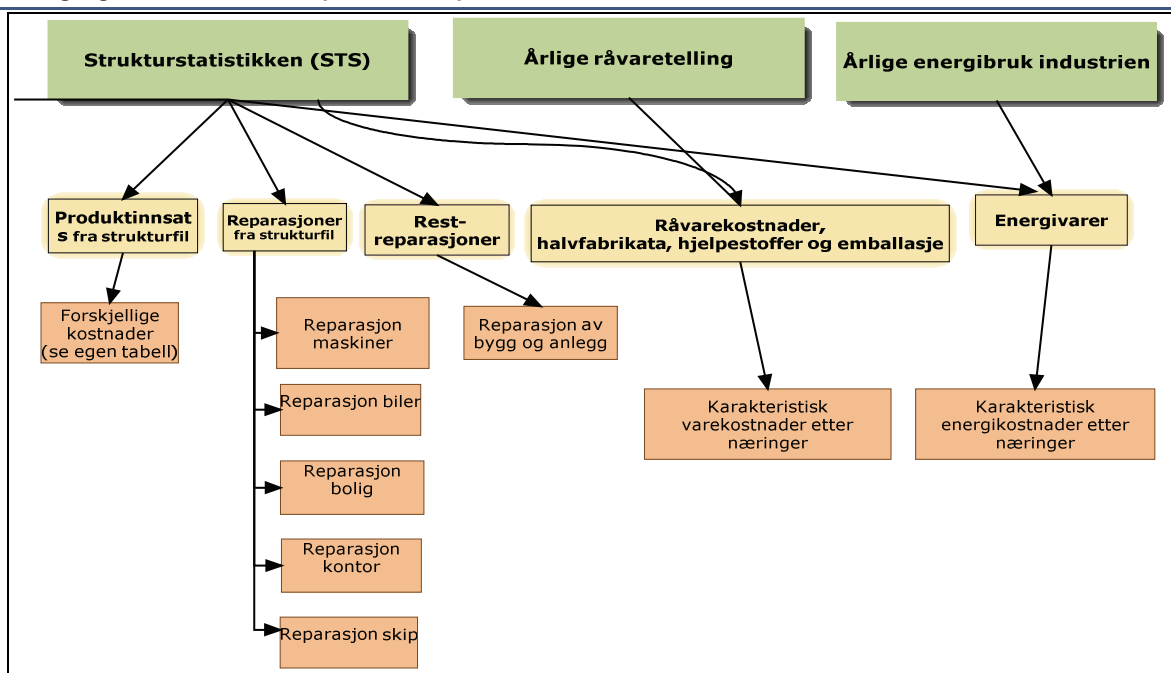 Strukturstatistikken (STS)
Årlige råvaretelling
Årlige energibruk industrien
Produktinnsat
s fra strukturfil
Reparasjoner
fra strukturfil
Rest-
reparasjoner
Råvarekostnader,
halvfabrikata, hjelpestoffer og emballasje
Energivarer
Forskjellige
kostnader
(se egen tabell)
Reparasjon
maskiner
Reparasjon av
bygg og anlegg
Reparasjon biler
Karakteristisk
varekostnader etter
næringer
Karakteristisk
energikostnader etter
næringer
Reparasjon
bolig
Reparasjon
kontor
Reparasjon skip